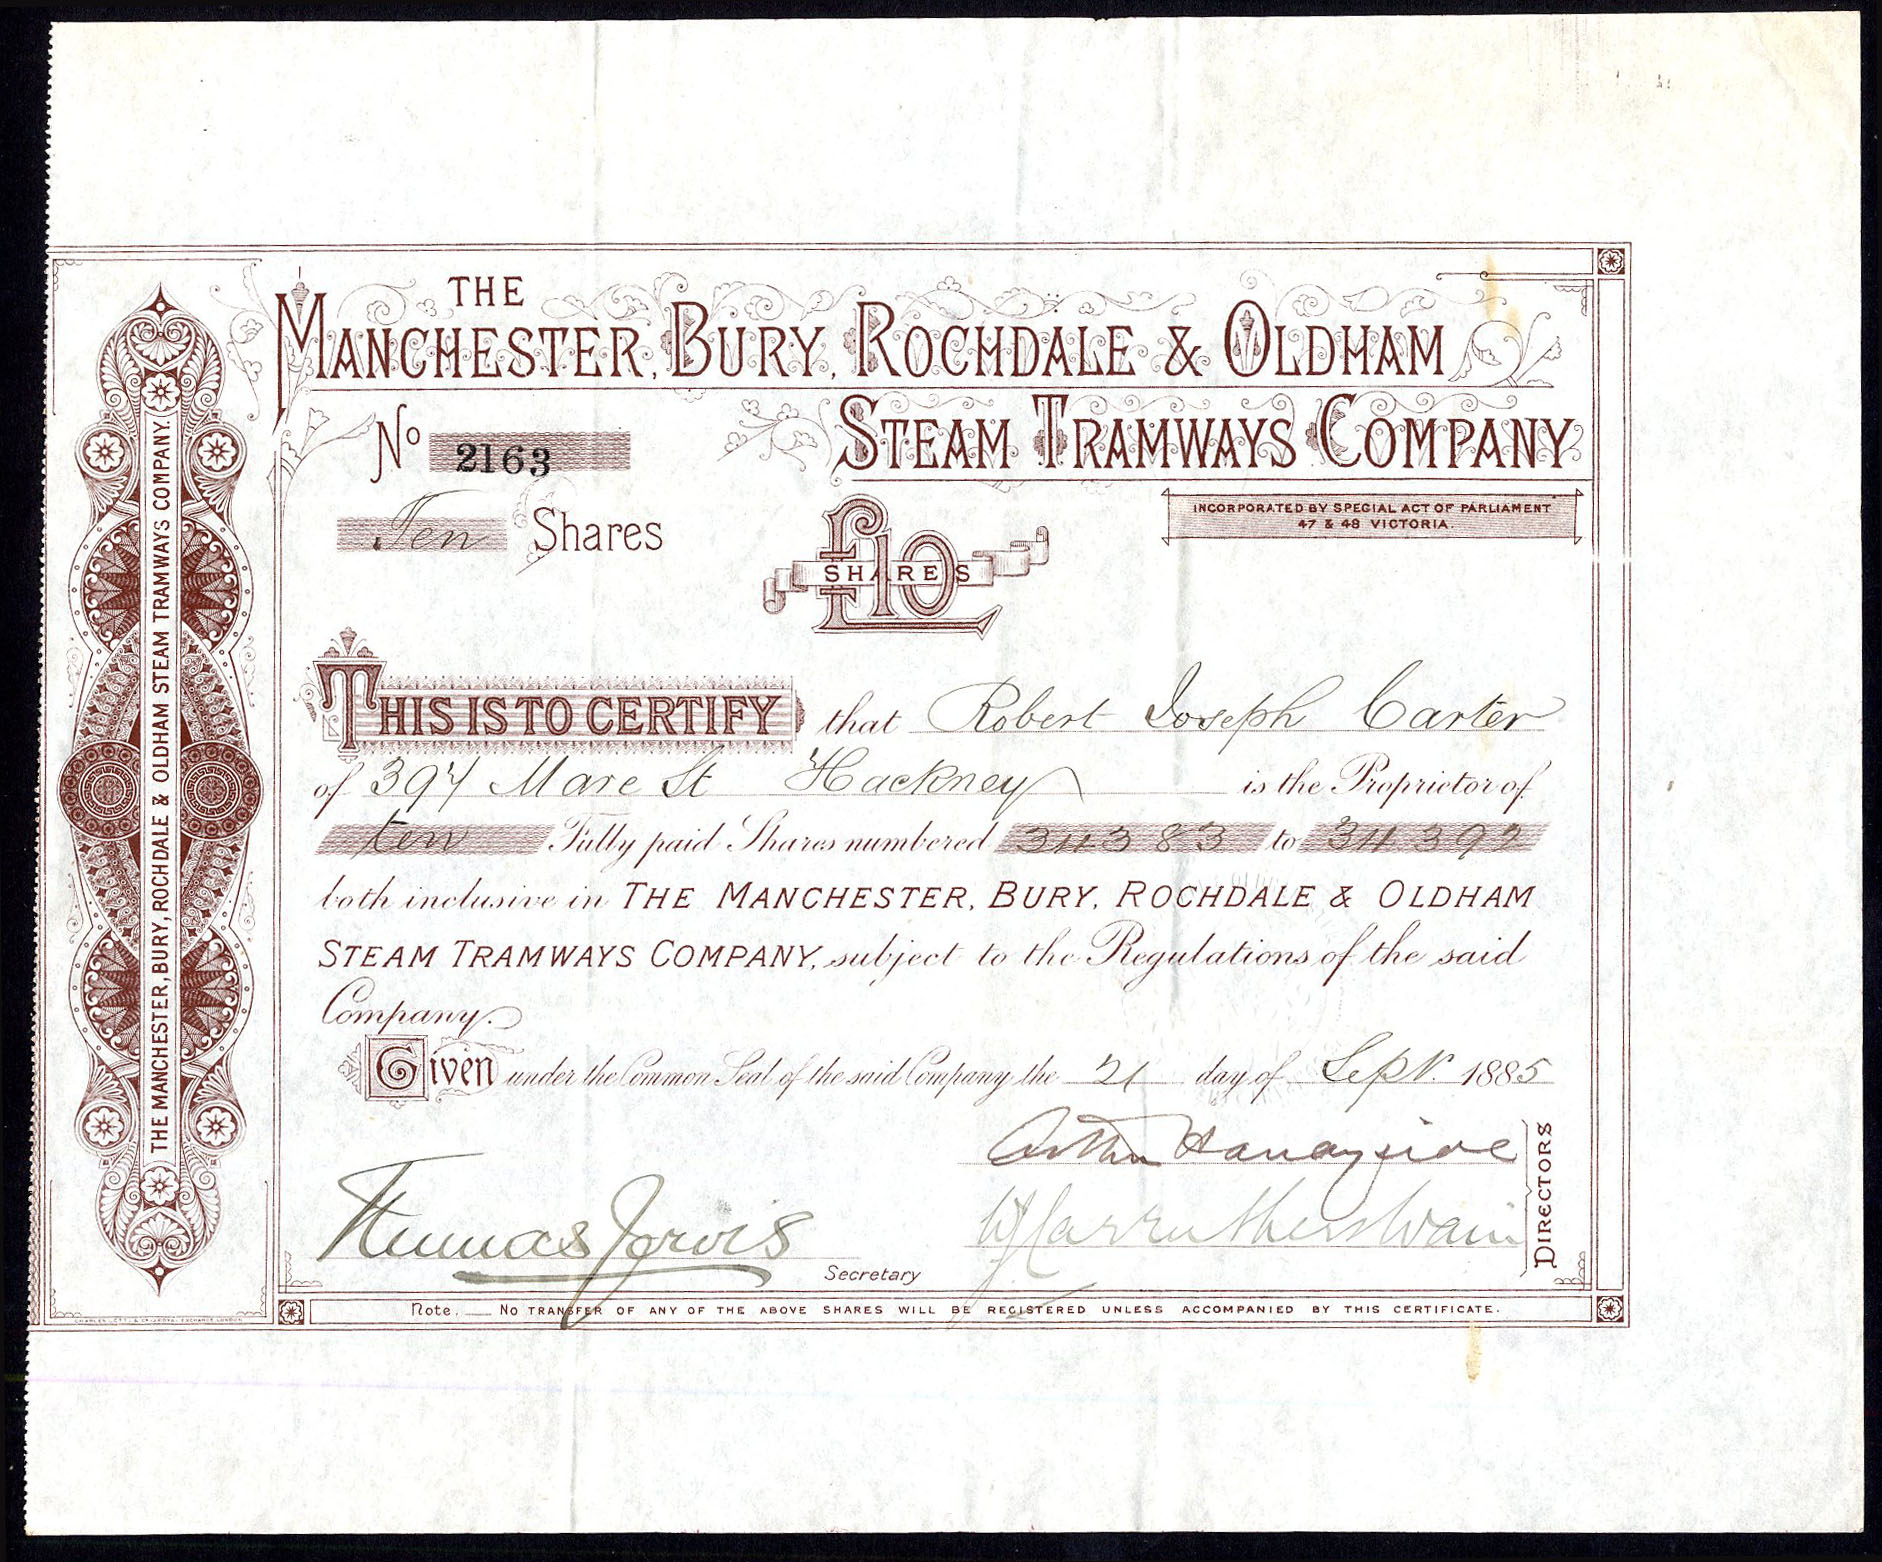 THE
MANCHESTER, BURY, ROCHDALE & OLDHAM
STEAM TRAMWAYS COMPANY
No 2163
Ten Shares
£10
SHARES
INCORPORATED BY SPECIAL ACT OF PARLIAMENT
47 & 48 VICTORIA
THIS IS TO CERTIFY that Robert Joseph Carter
of 397 Mare St Hackney is the Proprietor of
ten Fully paid Shares numbered 34383 to 34392
both inclusive in THE MANCHESTER, BURY, ROCHDALE & OLDHAM
STEAM TRAMWAYS COMPANY, subject to the Regulations of the said
Company.
Given under the Common Seal of the said Company the 21 day of Sept. 1885
Thomas Jarvis
Secretary
Arthur
DIRECTORS
Note. — NO TRANSFER OF ANY OF THE ABOVE SHARES WILL BE REGISTERED UNLESS ACCOMPANIED BY THIS CERTIFICATE.
THE MANCHESTER, BURY, ROCHDALE & OLDHAM STEAM TRAMWAYS COMPANY.